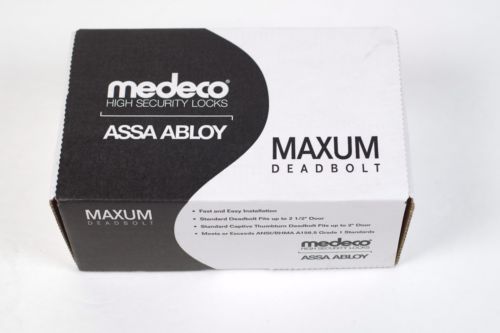 medeco®
HIGH SECURITY LOCKS
ASSA ABLOY
MAXUM
DEADBOLT
MAXUM
DEADBOLT
• Fast and Easy Installation
• Standard Deadbolt Fits up to 2 1/2" Door
• Standard Captive Thumbturn Deadbolt Fits up to 2" Door
• Meets or Exceeds ANSI/BHMA A156.5 Grade 1 Standards
medeco®
HIGH SECURITY LOCKS
ASSA ABLOY